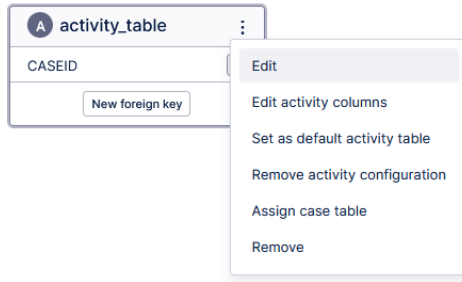 A activity_table
CASEID
New foreign key
Edit
Edit activity columns
Set as default activity table
Remove activity configuration
Assign case table
Remove